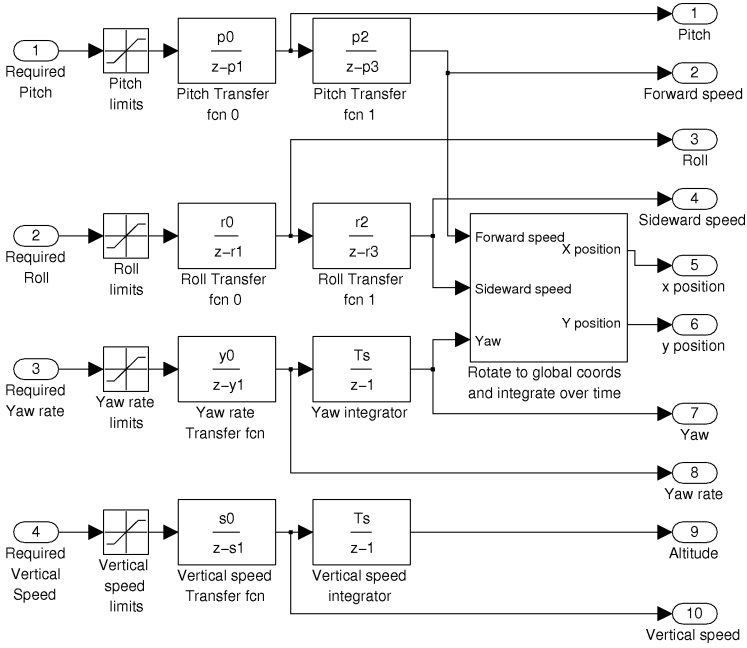 1
Required
Pitch
Pitch
limits
p0
z−p1
Pitch Transfer
fcn 0
p2
z−p3
Pitch Transfer
fcn 1
1
Pitch
2
Forward speed
3
Roll
4
Sideward speed
2
Required
Roll
Roll
limits
r0
z−r1
Roll Transfer
fcn 0
r2
z−r3
Roll Transfer
fcn 1
Forward speed
Sideward speed
Yaw
X position
Y position
Rotate to global coords
and integrate over time
5
x position
6
y position
3
Required
Yaw rate
Yaw rate
limits
y0
z−y1
Yaw rate
Transfer fcn
Ts
z−1
Yaw integrator
7
Yaw
8
Yaw rate
4
Required
Vertical
Speed
Vertical
speed
limits
s0
z−s1
Vertical speed
Transfer fcn
Ts
z−1
Vertical speed
integrator
9
Altitude
10
Vertical speed